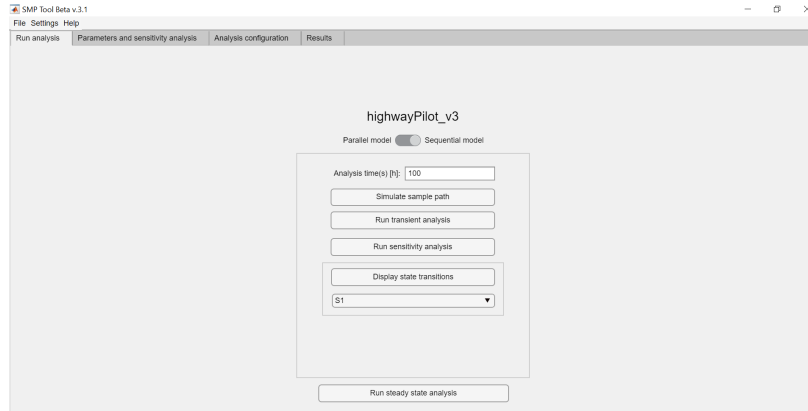 SMP Tool Beta v.3.1
File Settings Help
Run analysis Parameters and sensitivity analysis Analysis configuration Results
highwayPilot_v3
Parallel model Sequential model
Analysis time(s) [h]: 100
Simulate sample path
Run transient analysis
Run sensitivity analysis
Display state transitions
S1
Run steady state analysis